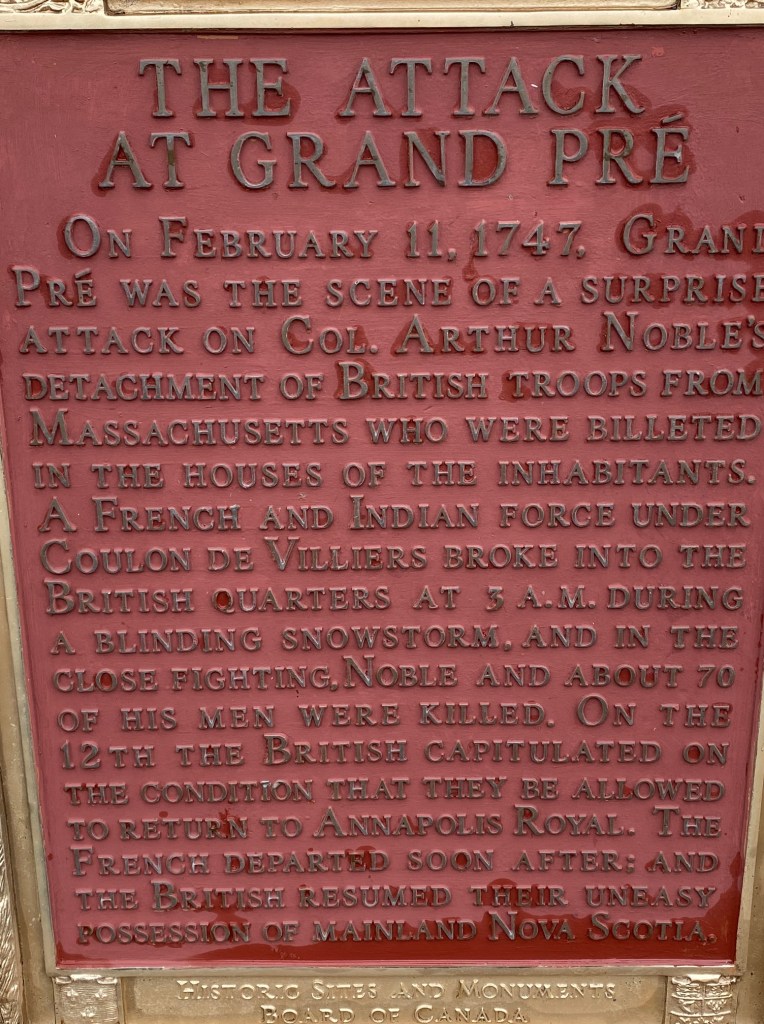 THE ATTACK
AT GRAND PRÉ
ON FEBRUARY 11, 1747, GRAND
PRÉ WAS THE SCENE OF A SURPRISE
ATTACK ON COL. ARTHUR NOBLE'S
DETACHMENT OF BRITISH TROOPS FROM
MASSACHUSETTS WHO WERE BILLETED
IN THE HOUSES OF THE INHABITANTS.
A FRENCH AND INDIAN FORCE UNDER
COULON DE VILLIERS BROKE INTO THE
BRITISH QUARTERS AT 3 A.M. DURING
A BLINDING SNOWSTORM, AND IN THE
CLOSE FIGHTING, NOBLE AND ABOUT 70
OF HIS MEN WERE KILLED. ON THE
12TH THE BRITISH CAPITULATED ON
THE CONDITION THAT THEY BE ALLOWED
TO RETURN TO ANNAPOLIS ROYAL. THE
FRENCH DEPARTED SOON AFTER; AND
THE BRITISH RESUMED THEIR UNEASY
POSSESSION OF MAINLAND NOVA SCOTIA.
HISTORIC SITES AND MONUMENTS
BOARD OF CANADA